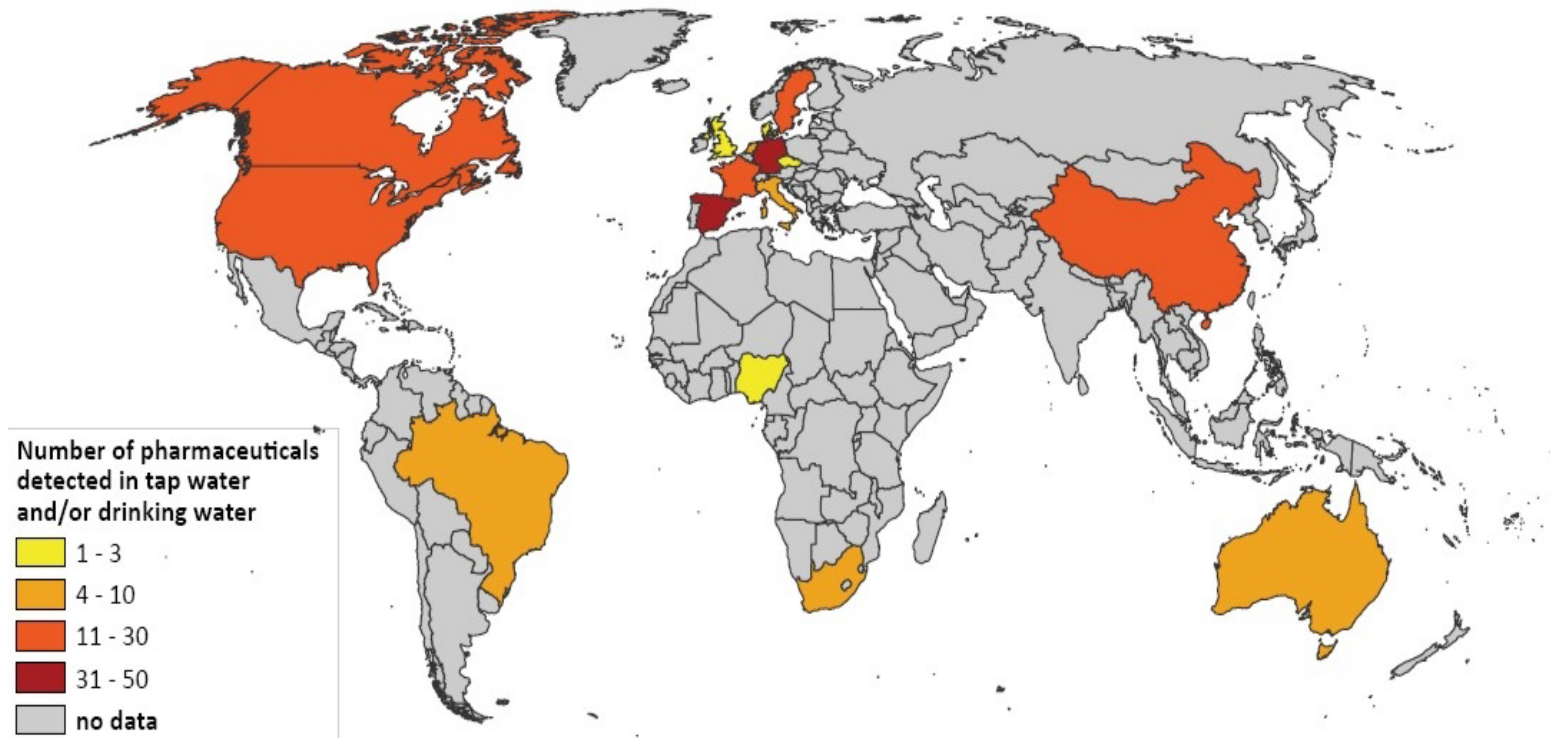 Number of pharmaceuticals
detected in tap water
and/or drinking water
1 - 3
4 - 10
11 - 30
31 - 50
no data